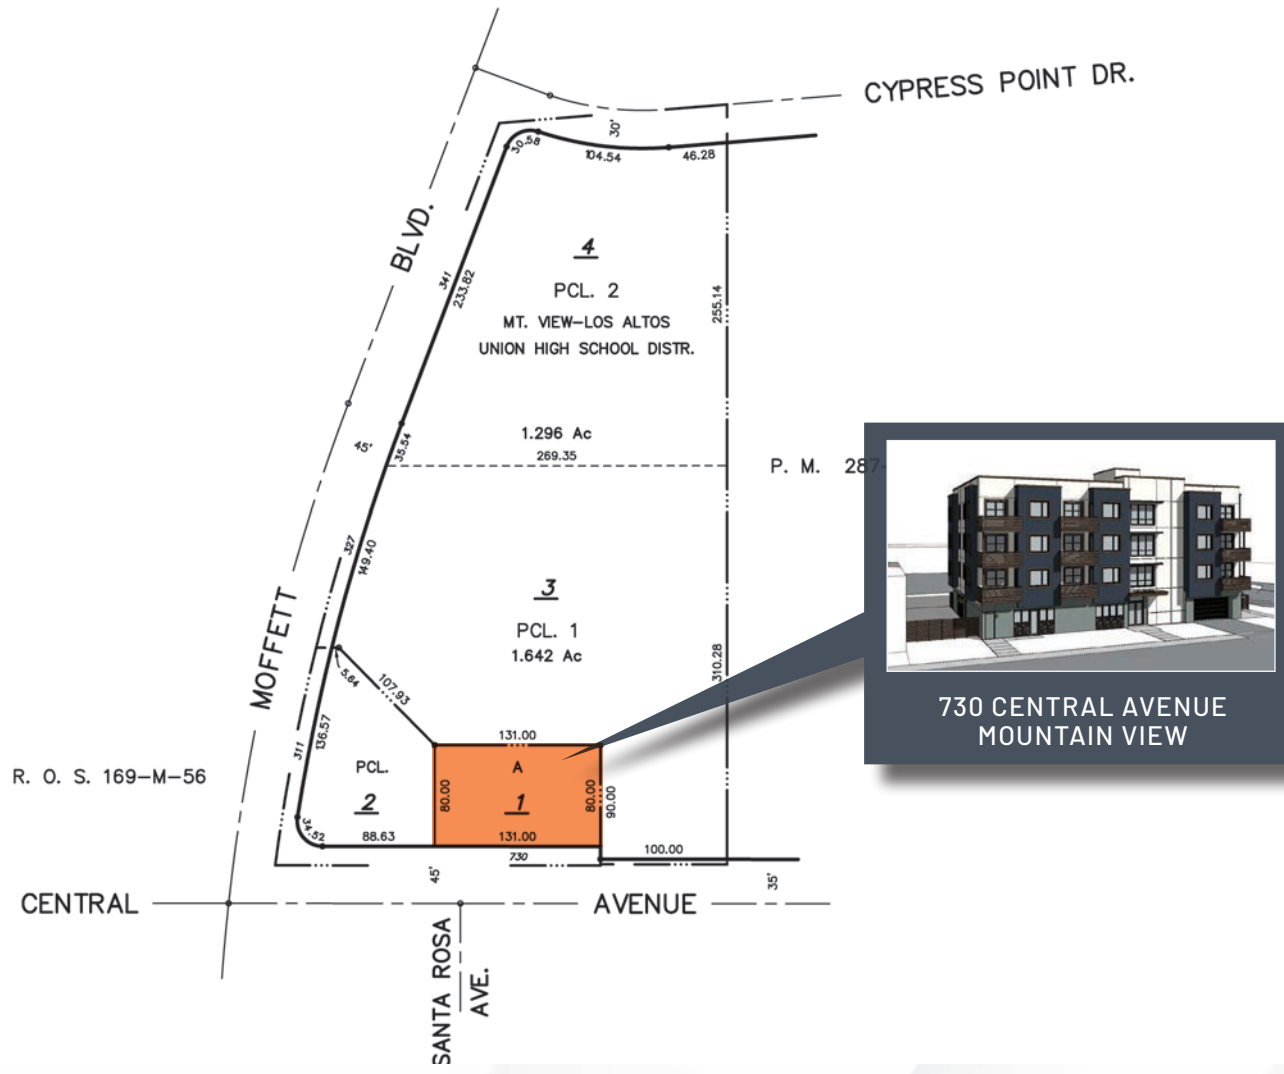 CYPRESS POINT DR.
30'
30.58
104.54
46.28
BLVD.
341
233.82
4
PCL. 2
MT. VIEW–LOS ALTOS
UNION HIGH SCHOOL DISTR.
255.14
1.296 Ac
269.35
45'
35.54
P. M. 287-
327
149.40
3
PCL. 1
1.642 Ac
310.28
MOFFETT
5.64
107.93
136.57
311
131.00
R. O. S. 169–M–56
PCL.
2
A
1
80.00
80.00
90.00
34.52
88.63
131.00
730
100.00
45'
35'
CENTRAL
AVENUE
SANTA ROSA
AVE.
730 CENTRAL AVENUE
MOUNTAIN VIEW